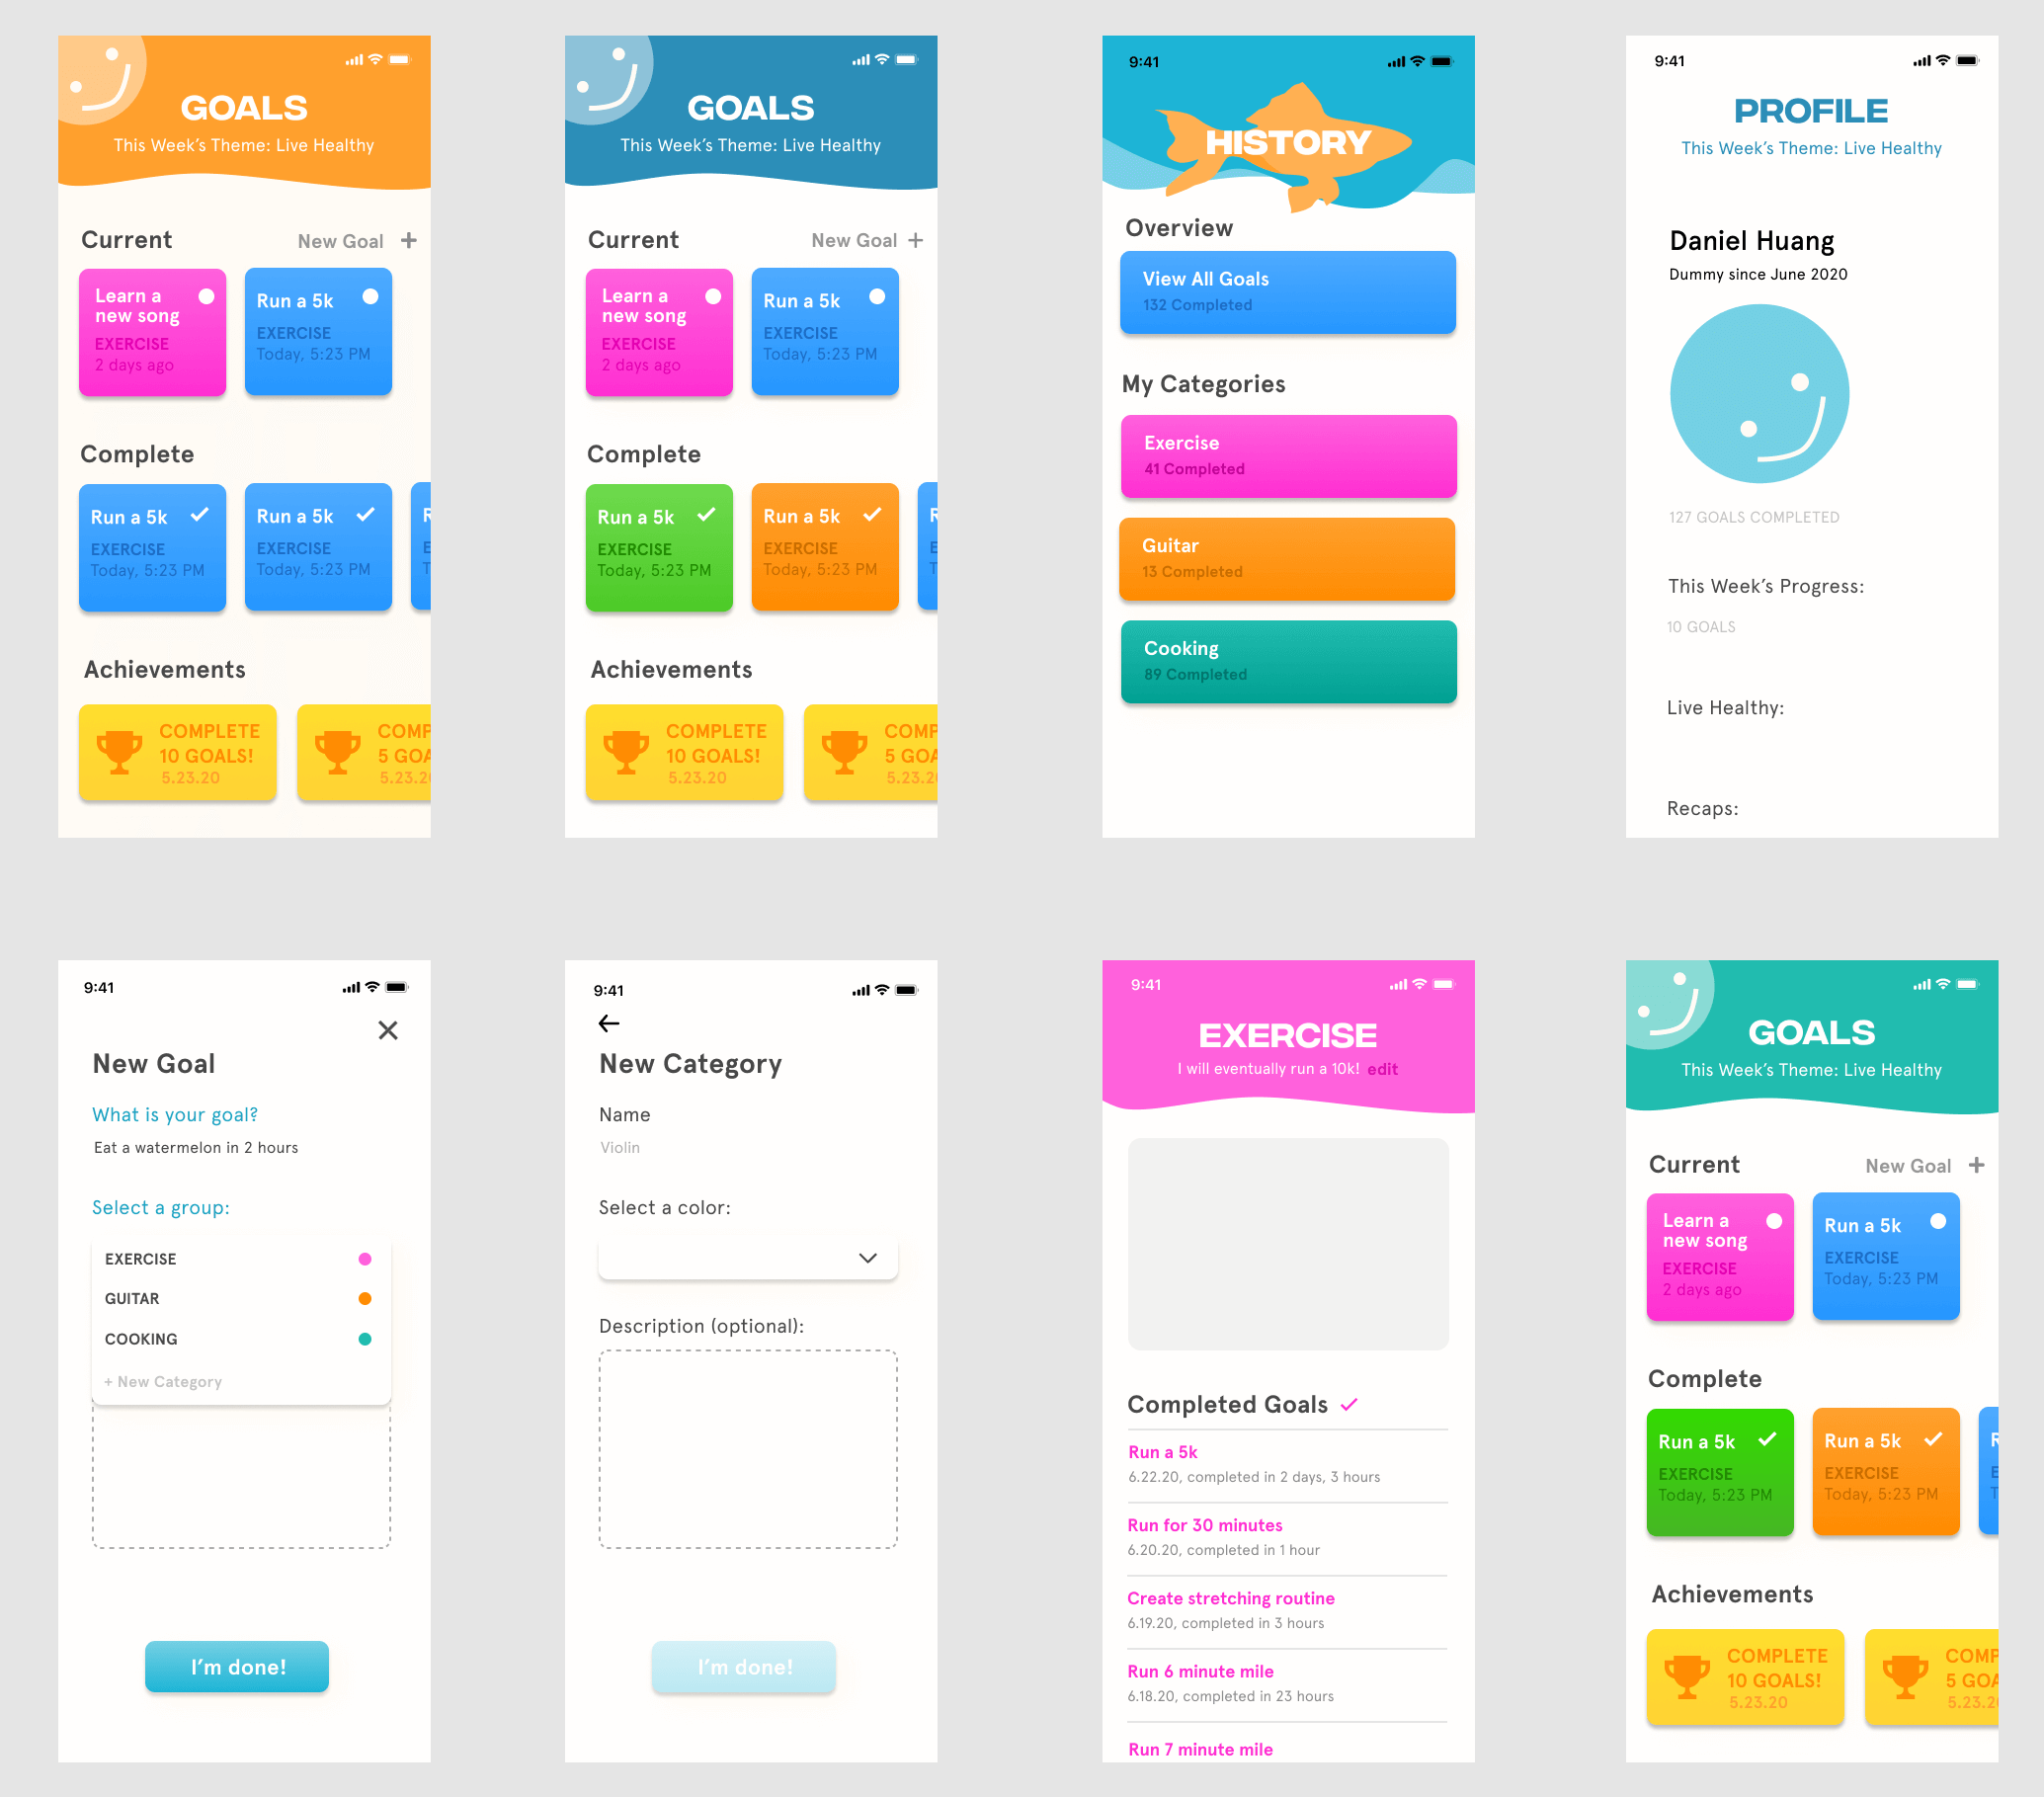 GOALS
This Week's Theme: Live Healthy
Current
New Goal +
Learn a
new song
EXERCISE
2 days ago
Run a 5k
EXERCISE
Today, 5:23 PM
Complete
Run a 5k
EXERCISE
Today, 5:23 PM
Run a 5k
EXERCISE
Today, 5:23 PM
Achievements
COMPLETE
10 GOALS!
5.23.20
COMP
5 GOA
5.23.2
GOALS
This Week's Theme: Live Healthy
Current
New Goal +
Learn a
new song
EXERCISE
2 days ago
Run a 5k
EXERCISE
Today, 5:23 PM
Complete
Run a 5k
EXERCISE
Today, 5:23 PM
Run a 5k
EXERCISE
Today, 5:23 PM
Achievements
COMPLETE
10 GOALS!
5.23.20
COMP
5 GOA
5.23.2
9:41
HISTORY
Overview
View All Goals
132 Completed
My Categories
Exercise
41 Completed
Guitar
13 Completed
Cooking
89 Completed
9:41
PROFILE
This Week's Theme: Live Healthy
Daniel Huang
Dummy since June 2020
127 GOALS COMPLETED
This Week's Progress:
10 GOALS
Live Healthy:
Recaps:
9:41
New Goal
What is your goal?
Eat a watermelon in 2 hours
Select a group:
EXERCISE
GUITAR
COOKING
+ New Category
I'm done!
9:41
New Category
Name
Violin
Select a color:
Description (optional):
I'm done!
9:41
EXERCISE
I will eventually run a 10k! edit
Completed Goals
Run a 5k
6.22.20, completed in 2 days, 3 hours
Run for 30 minutes
6.20.20, completed in 1 hour
Create stretching routine
6.19.20, completed in 3 hours
Run 6 minute mile
6.18.20, completed in 23 hours
Run 7 minute mile
GOALS
This Week's Theme: Live Healthy
Current
New Goal +
Learn a
new song
EXERCISE
2 days ago
Run a 5k
EXERCISE
Today, 5:23 PM
Complete
Run a 5k
EXERCISE
Today, 5:23 PM
Run a 5k
EXERCISE
Today, 5:23 PM
Achievements
COMPLETE
10 GOALS!
5.23.20
COMP
5 GOA
5.23.2